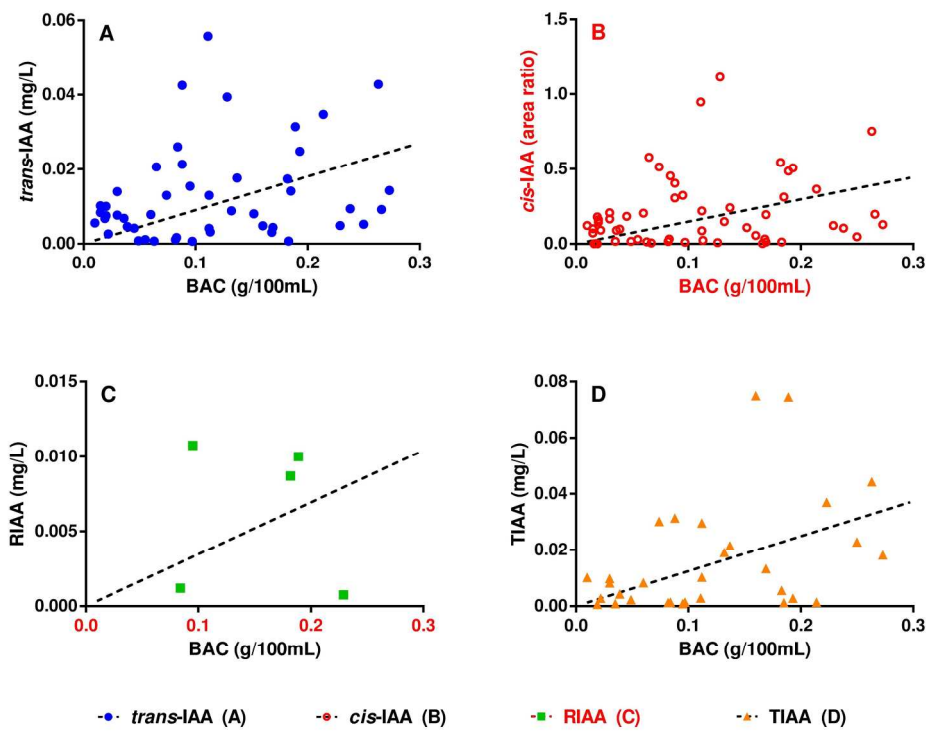 A
trans-IAA (mg/L)
0.06
0.04
0.02
0.00
0.0 0.1 0.2 0.3
BAC (g/100mL)
B
cis-IAA (area ratio)
1.5
1.0
0.5
0.0
0.0 0.1 0.2 0.3
BAC (g/100mL)
C
RIAA (mg/L)
0.015
0.010
0.005
0.000
0.0 0.1 0.2 0.3
BAC (g/100mL)
D
TIAA (mg/L)
0.08
0.06
0.04
0.02
0.00
0.0 0.1 0.2 0.3
BAC (g/100mL)
trans-IAA (A) cis-IAA (B) RIAA (C) TIAA (D)